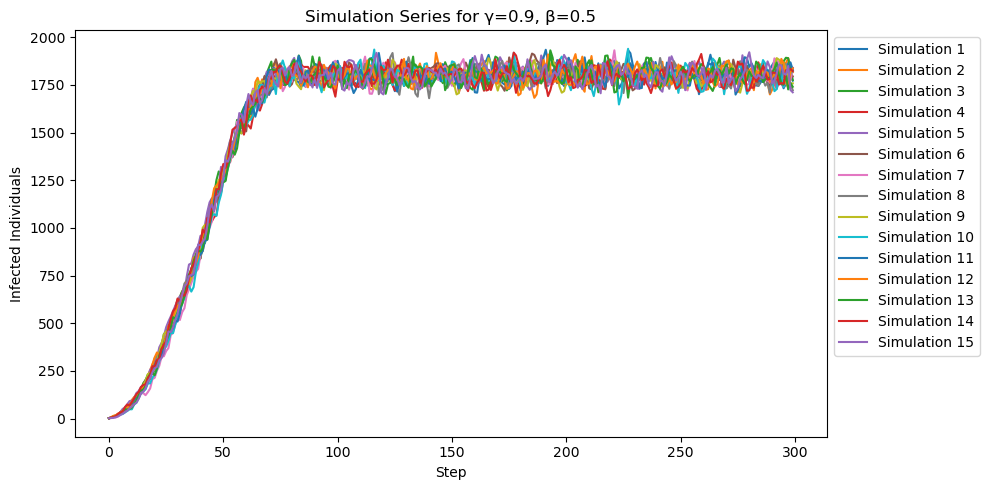 Simulation Series for γ=0.9, β=0.5
Infected Individuals
2000
1750
1500
1250
1000
750
500
250
0
0 50 100 150 200 250 300
Step
Simulation 1
Simulation 2
Simulation 3
Simulation 4
Simulation 5
Simulation 6
Simulation 7
Simulation 8
Simulation 9
Simulation 10
Simulation 11
Simulation 12
Simulation 13
Simulation 14
Simulation 15